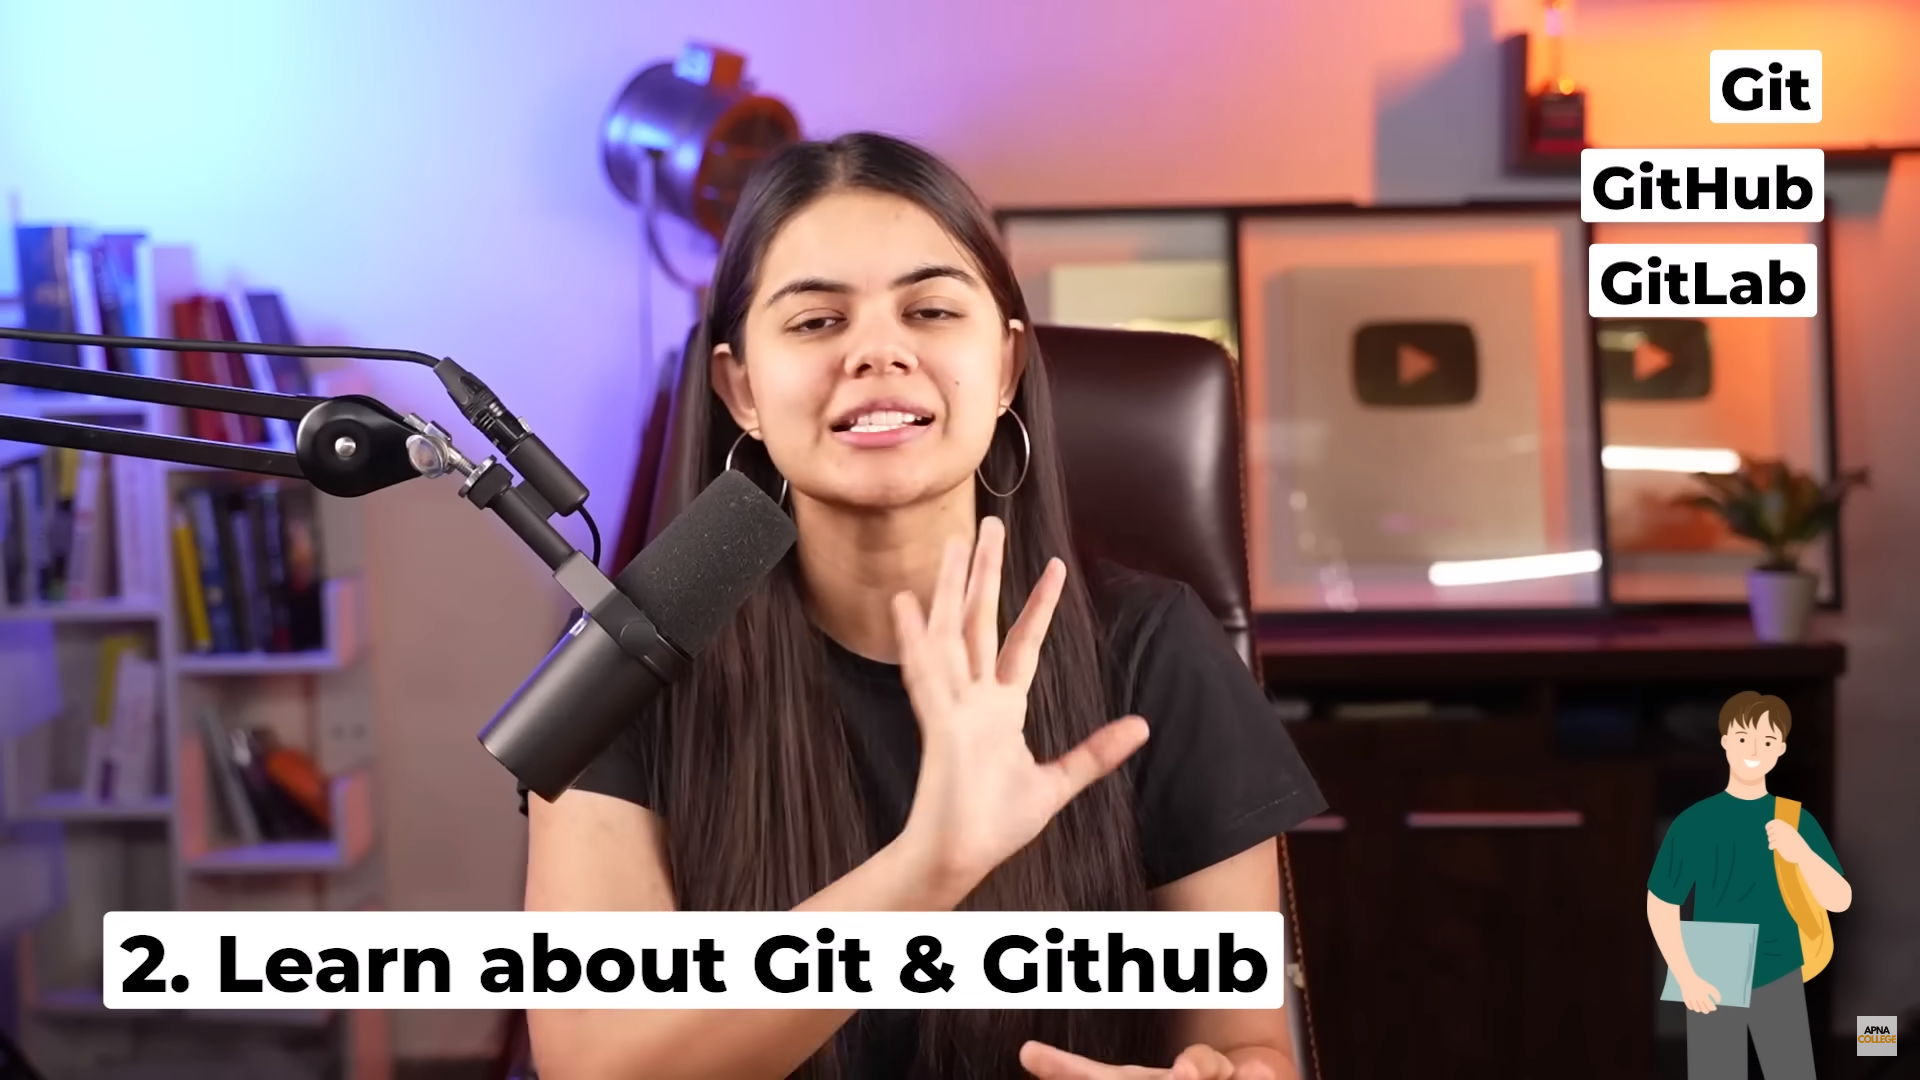 Git
GitHub
GitLab
2. Learn about Git & Github
APNA
COLLEGE